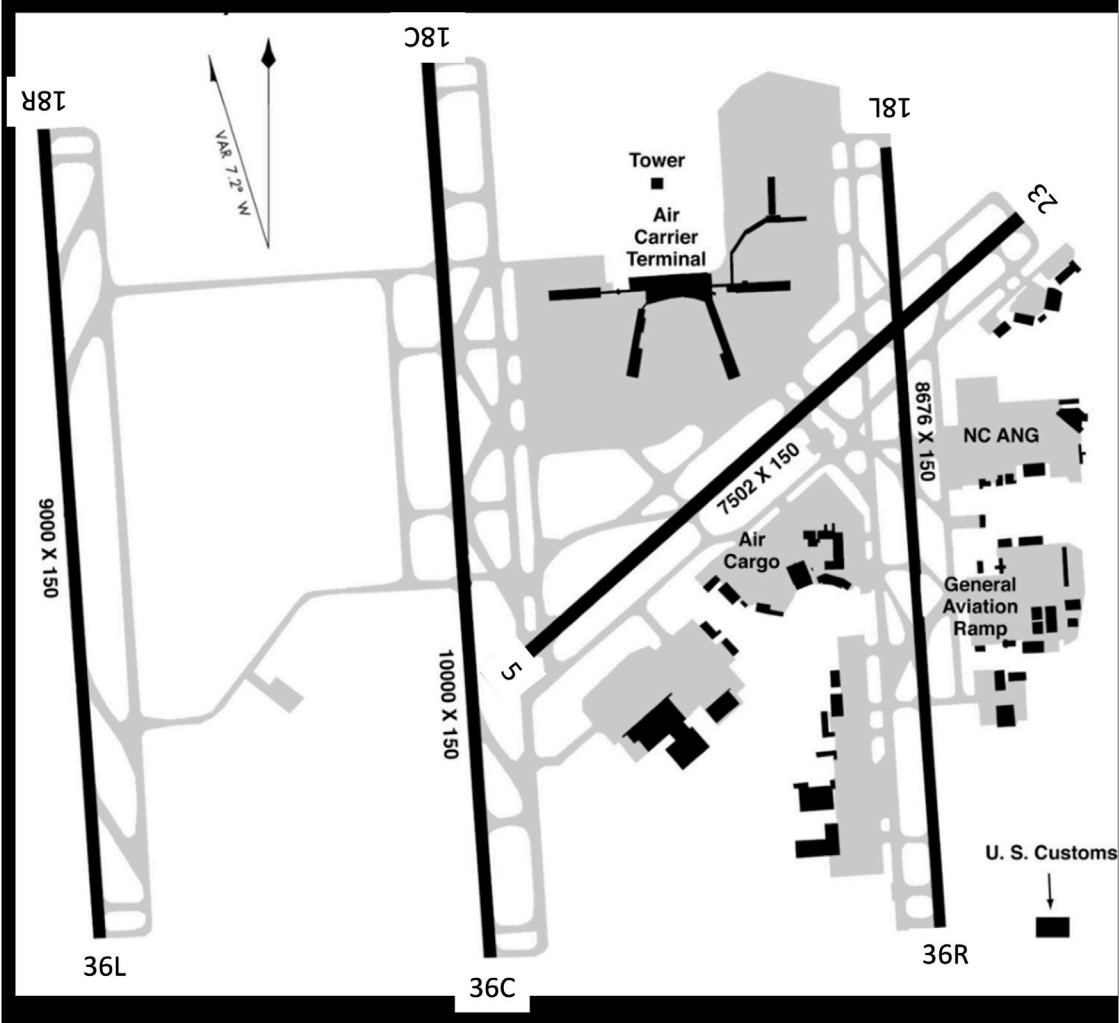 18C
18R
18L
VAR 7.2° W
Tower
23
Air
Carrier
Terminal
8676 X 150
NC ANG
7502 X 150
9000 X 150
Air
Cargo
General
Aviation
Ramp
5
10000 X 150
U. S. Customs
36L
36R
36C